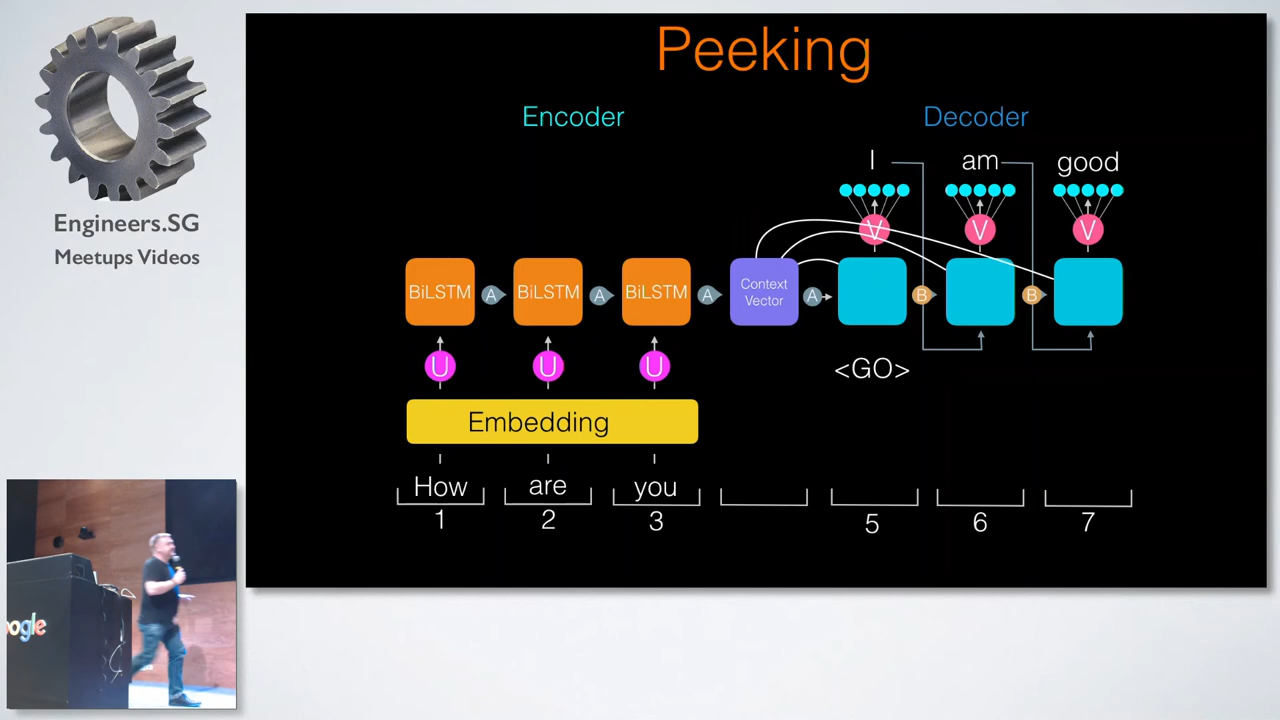 Peeking
Encoder
Decoder
I
am
good
V
V
V
BiLSTM
A
BiLSTM
A
BiLSTM
A
Context
Vector
A
B
B
U
U
U
<GO>
Embedding
How
are
you
1
2
3
5
6
7
Engineers.SG
Meetups Videos
oogle